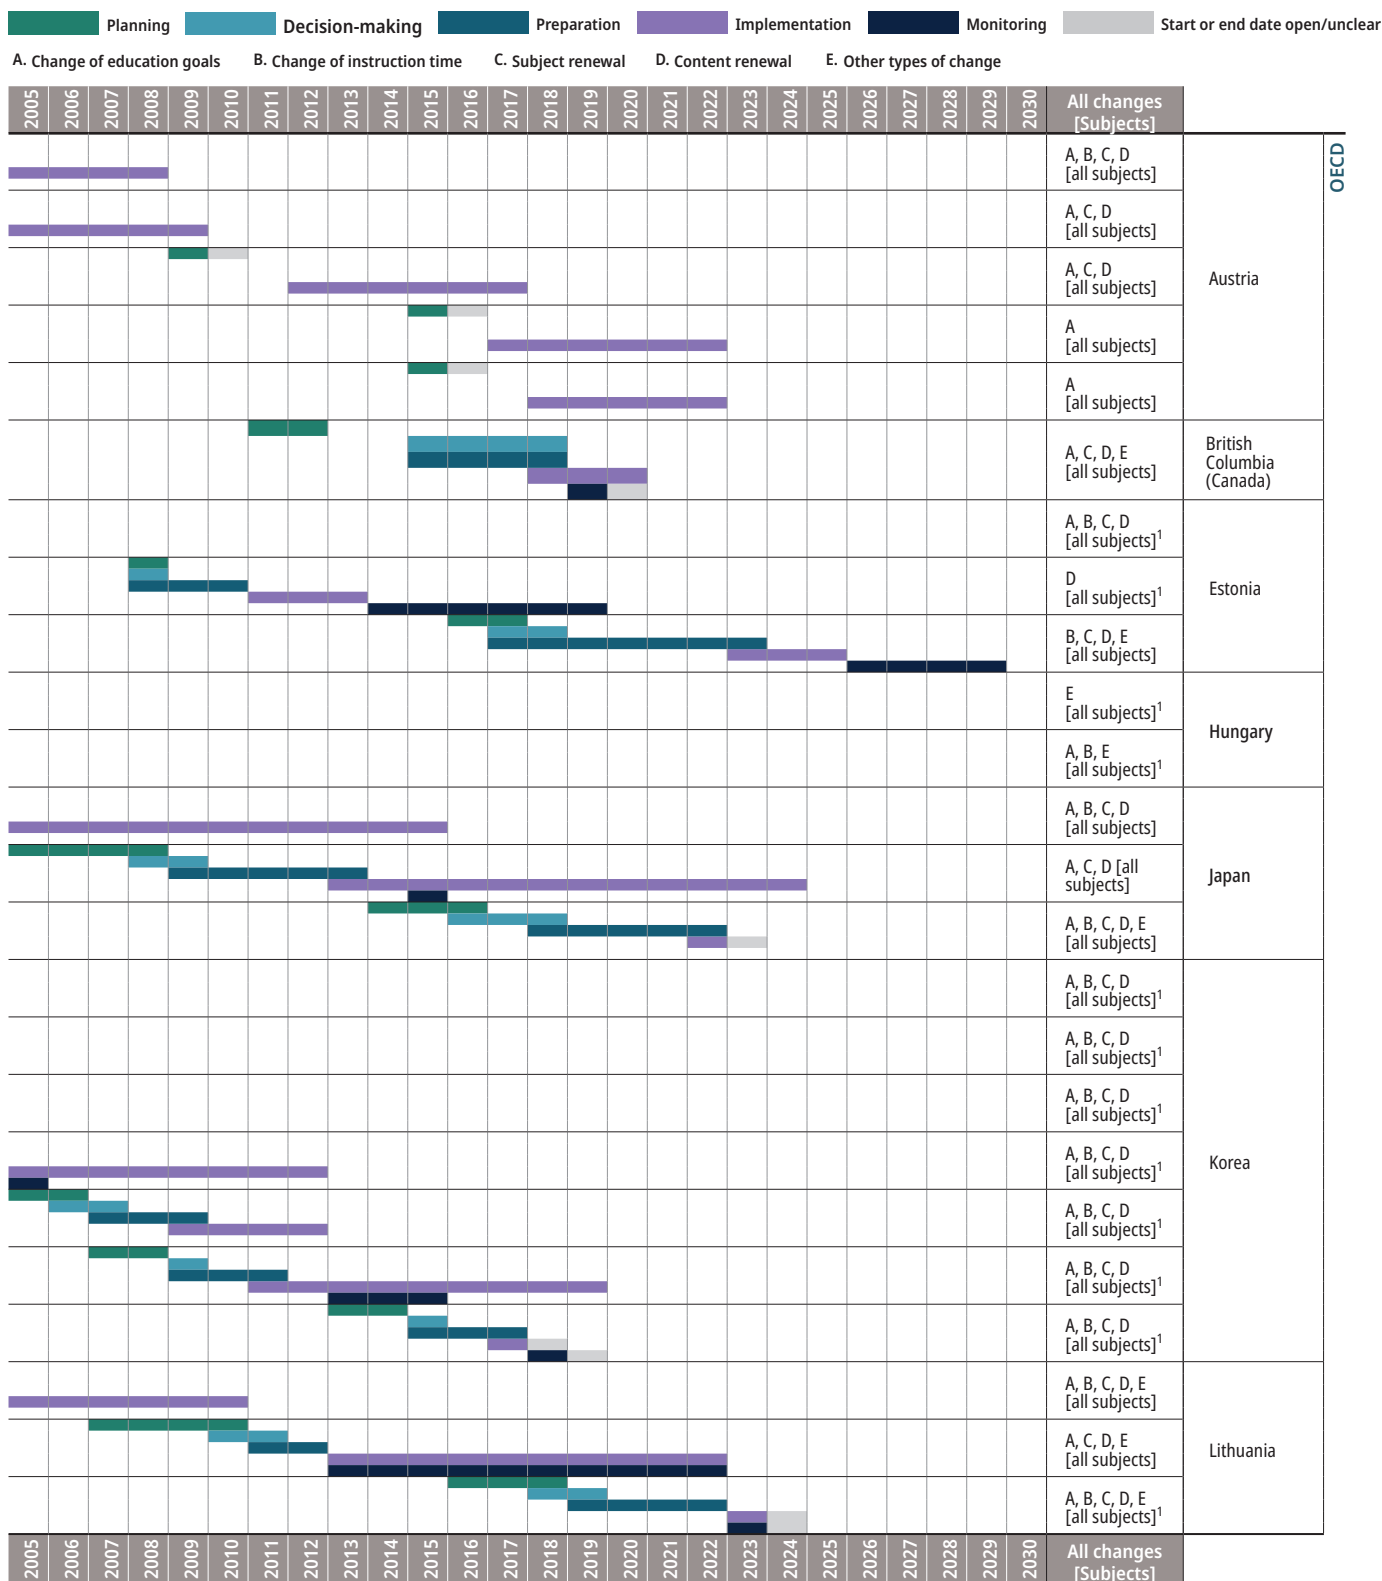 Planning Decision-making Preparation Implementation Monitoring Start or end date open/unclear
A. Change of education goals B. Change of instruction time C. Subject renewal D. Content renewal E. Other types of change
2005 2006 2007 2008 2009 2010 2011 2012 2013 2014 2015 2016 2017 2018 2019 2020 2021 2022 2023 2024 2025 2026 2027 2028 2029 2030 All changes
[Subjects]
OECD
A, B, C, D
[all subjects]
A, C, D
[all subjects]
A, C, D
[all subjects]
Austria
A
[all subjects]
A
[all subjects]
A, C, D, E
[all subjects]
British
Columbia
(Canada)
A, B, C, D
[all subjects]1
D
[all subjects]1
Estonia
B, C, D, E
[all subjects]
E
[all subjects]1
Hungary
A, B, E
[all subjects]1
A, B, C, D
[all subjects]
A, C, D [all
subjects]
Japan
A, B, C, D, E
[all subjects]
A, B, C, D
[all subjects]1
A, B, C, D
[all subjects]1
A, B, C, D
[all subjects]1
A, B, C, D
[all subjects]1
Korea
A, B, C, D
[all subjects]1
A, B, C, D
[all subjects]1
A, B, C, D
[all subjects]1
A, B, C, D, E
[all subjects]
A, C, D, E
[all subjects]
Lithuania
A, B, C, D, E
[all subjects]1
2005 2006 2007 2008 2009 2010 2011 2012 2013 2014 2015 2016 2017 2018 2019 2020 2021 2022 2023 2024 2025 2026 2027 2028 2029 2030 All changes
[Subjects]